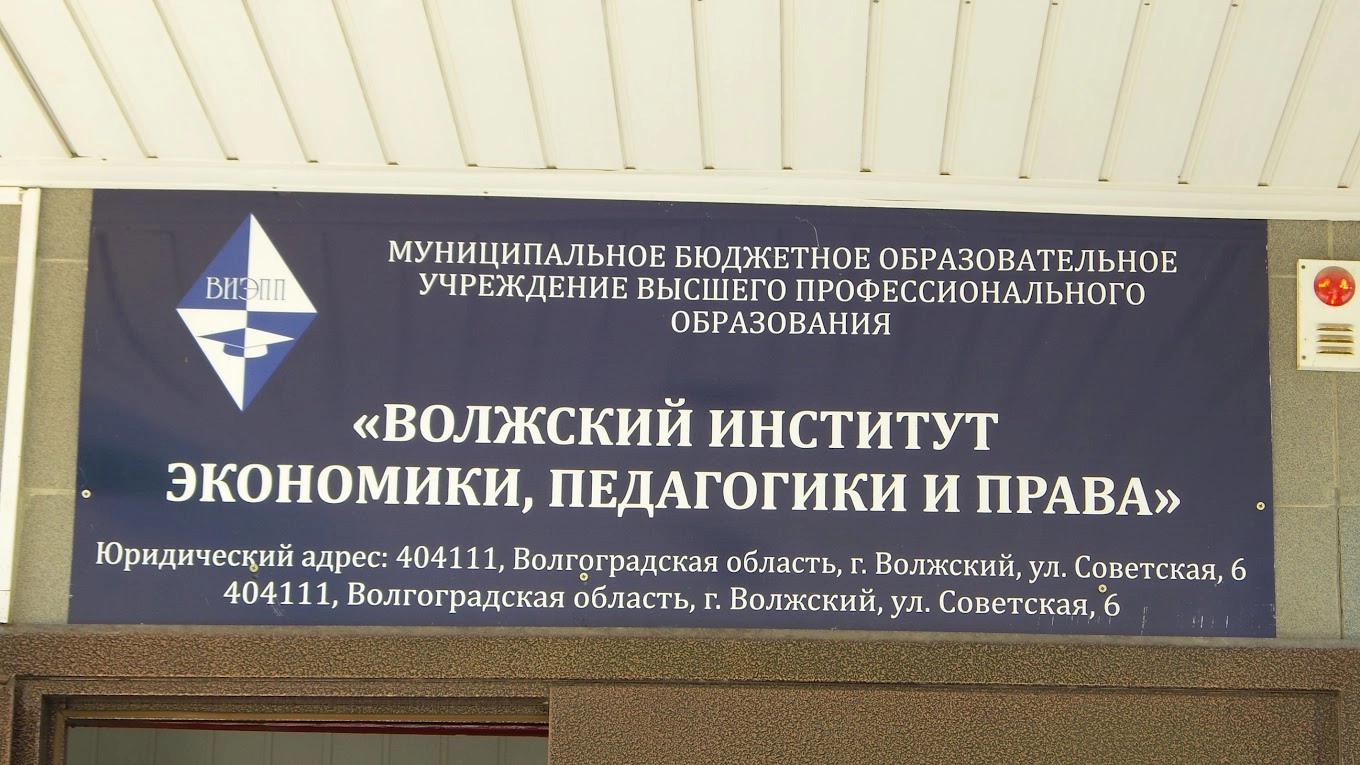 ВИЭПП
МУНИЦИПАЛЬНОЕ БЮДЖЕТНОЕ ОБРАЗОВАТЕЛЬНОЕ
УЧРЕЖДЕНИЕ ВЫСШЕГО ПРОФЕССИОНАЛЬНОГО
ОБРАЗОВАНИЯ
«ВОЛЖСКИЙ ИНСТИТУТ
ЭКОНОМИКИ, ПЕДАГОГИКИ И ПРАВА»
Юридический адрес: 404111, Волгоградская область, г. Волжский, ул. Советская, 6
404111, Волгоградская область, г. Волжский, ул. Советская, 6